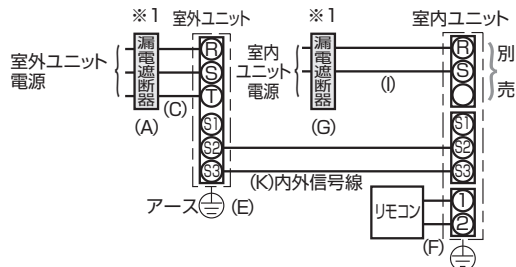 ※1 室外ユニット ※1 室内ユニット
室外ユニット
電源
漏電遮断器
(A)
(C)
R
S
T
S1
S2
S3
アース
(E)
室内
ユニット
電源
漏電遮断器
(G)
(I)
R
S
別売
S1
S2
S3
(K)内外信号線
リモコン
(F)
1
2